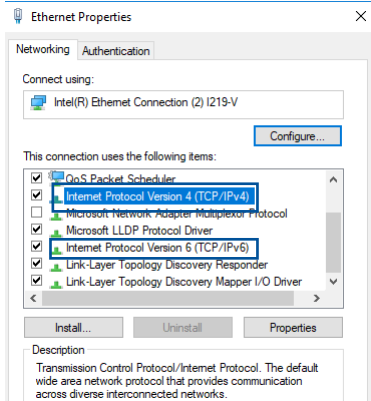 Ethernet Properties
Networking Authentication
Connect using:
Intel(R) Ethernet Connection (2) I219-V
Configure...
This connection uses the following items:
QoS Packet Scheduler
Internet Protocol Version 4 (TCP/IPv4)
Microsoft Network Adapter Multiplexor Protocol
Microsoft LLDP Protocol Driver
Internet Protocol Version 6 (TCP/IPv6)
Link-Layer Topology Discovery Responder
Link-Layer Topology Discovery Mapper I/O Driver
Install... Uninstall Properties
Description
Transmission Control Protocol/Internet Protocol. The default
wide area network protocol that provides communication
across diverse interconnected networks.